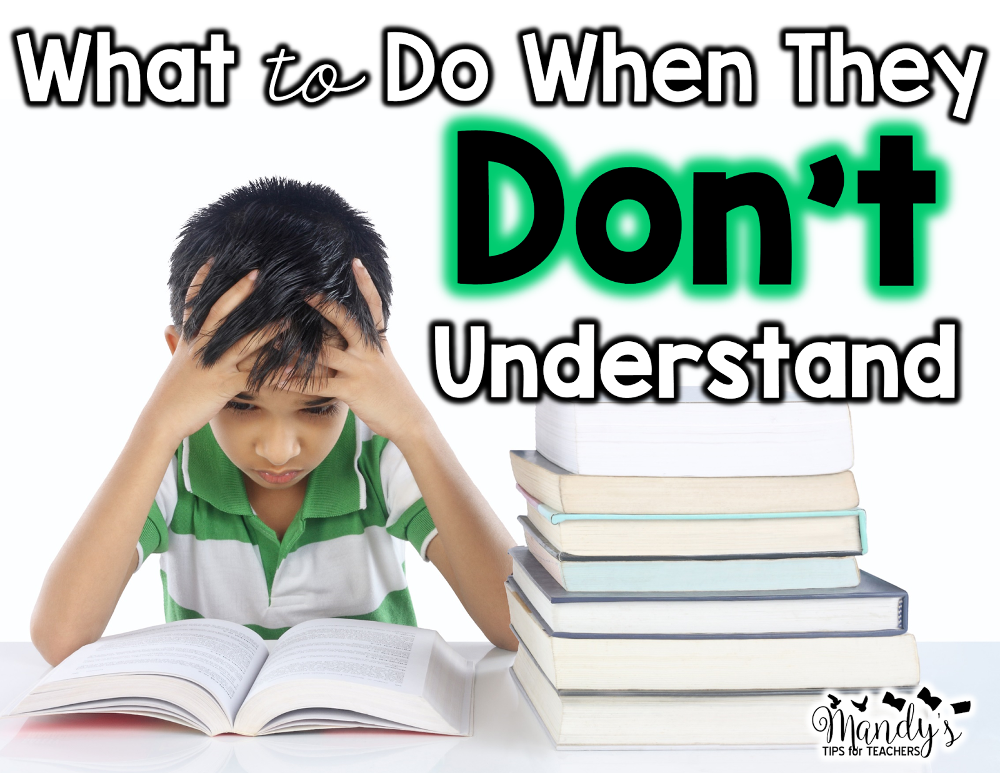 What to Do When They
Don't
Understand
Mandy's
TIPS for TEACHERS